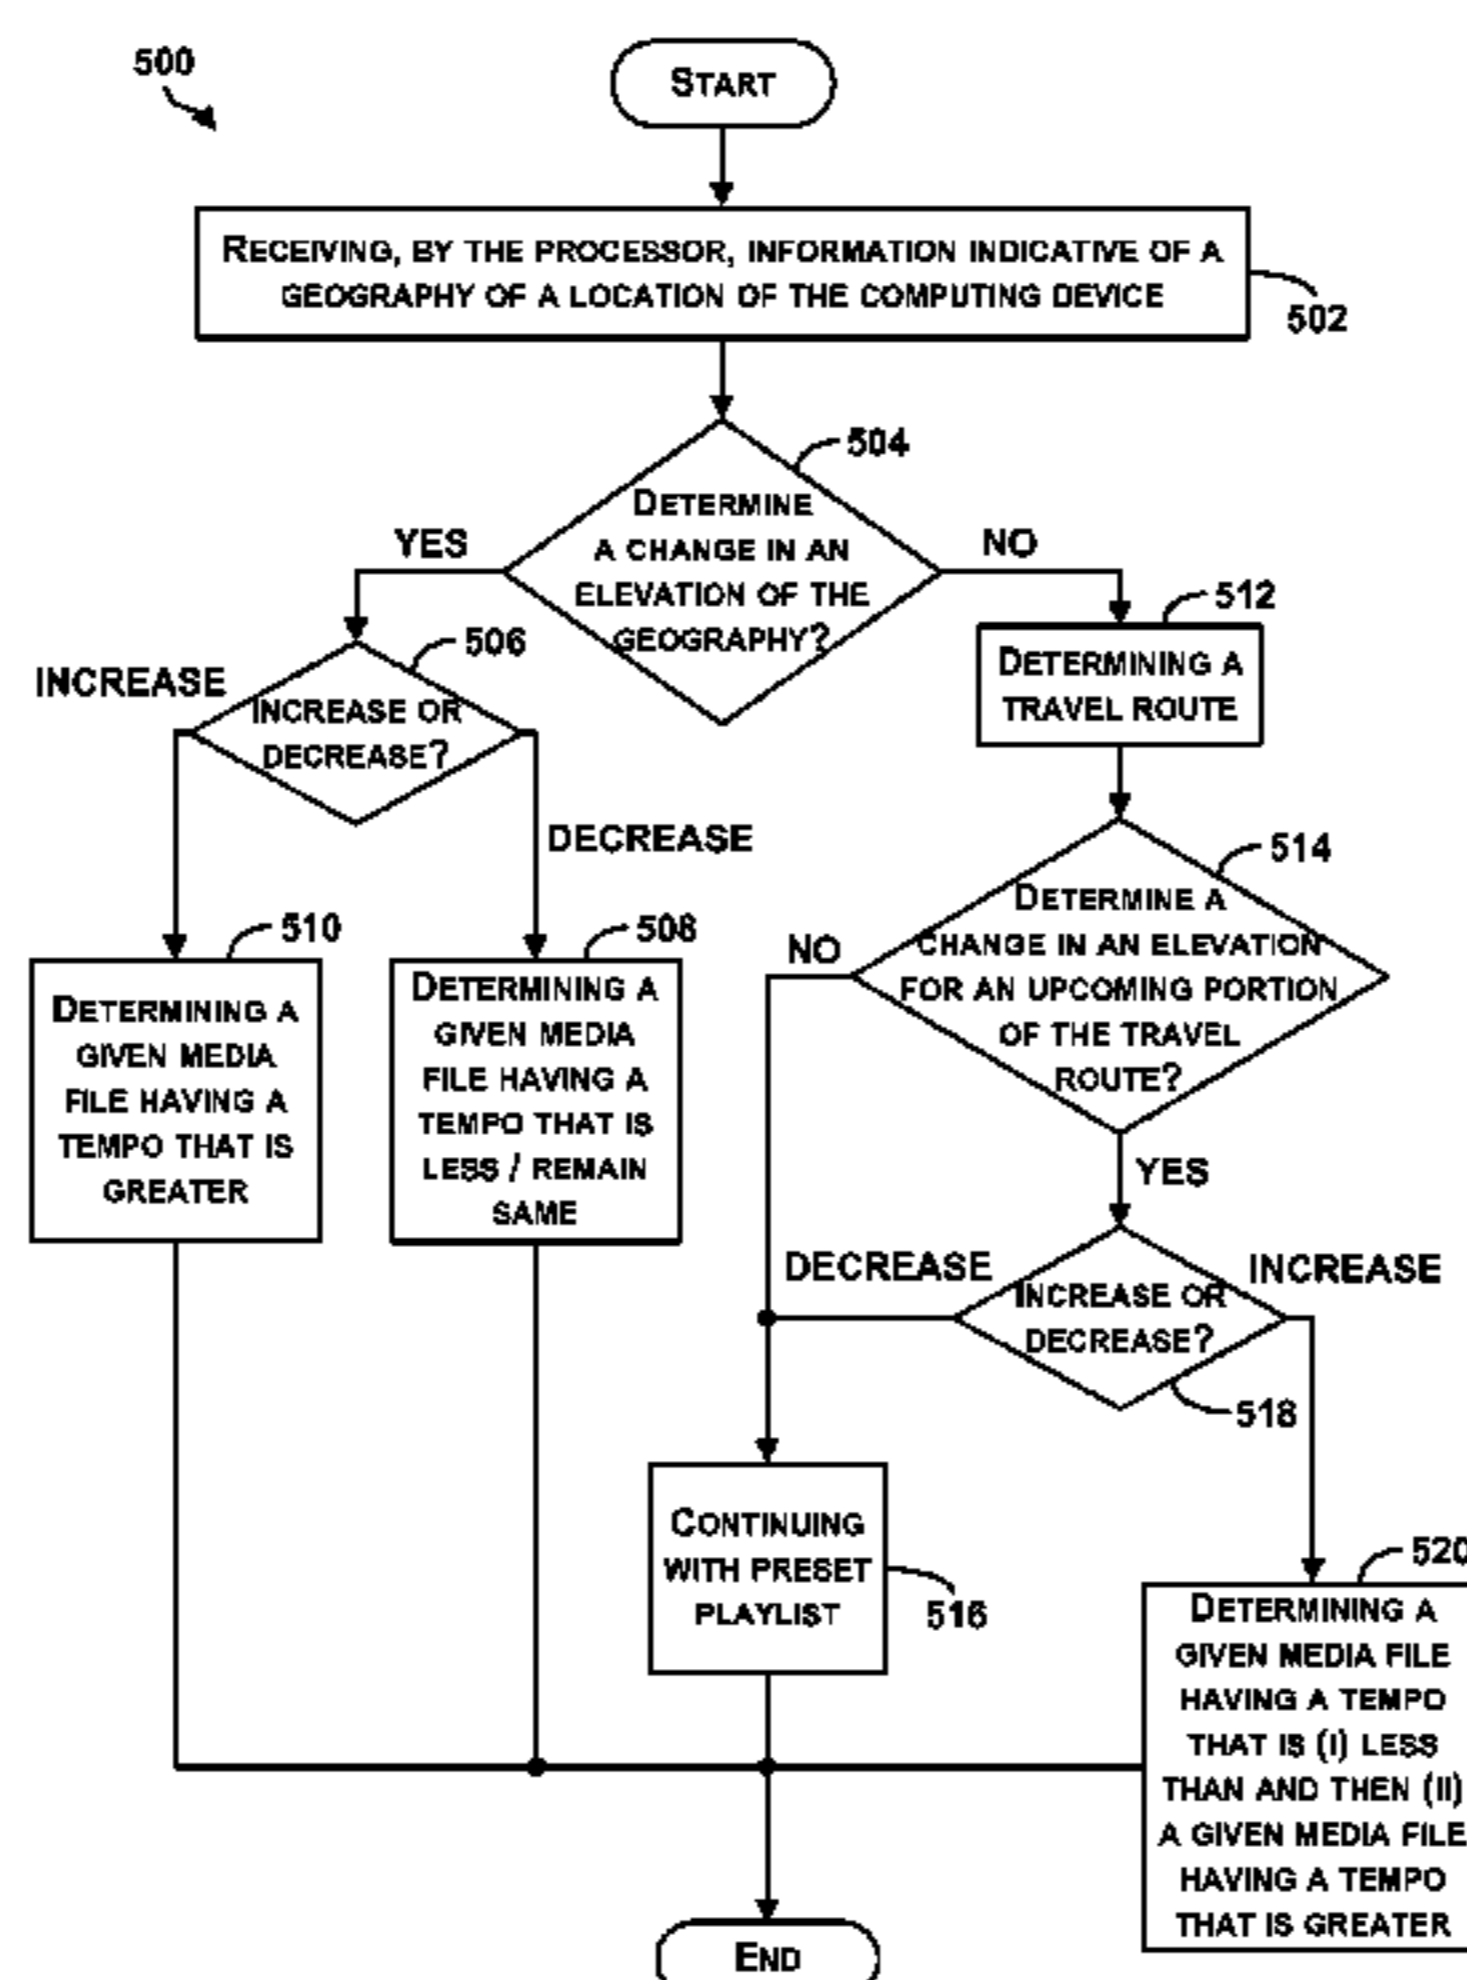 500
START
RECEIVING, BY THE PROCESSOR, INFORMATION INDICATIVE OF A
GEOGRAPHY OF A LOCATION OF THE COMPUTING DEVICE
502
504
DETERMINE
A CHANGE IN AN
ELEVATION OF THE
GEOGRAPHY?
YES
NO
506
INCREASE OR
DECREASE?
INCREASE
DECREASE
510
DETERMINING A
GIVEN MEDIA
FILE HAVING A
TEMPO THAT IS
GREATER
508
DETERMINING A
GIVEN MEDIA
FILE HAVING A
TEMPO THAT IS
LESS / REMAIN
SAME
512
DETERMINING A
TRAVEL ROUTE
514
DETERMINE A
CHANGE IN AN ELEVATION
FOR AN UPCOMING PORTION
OF THE TRAVEL
ROUTE?
NO
YES
DECREASE
INCREASE
INCREASE OR
DECREASE?
518
CONTINUING
WITH PRESET
PLAYLIST
516
520
DETERMINING A
GIVEN MEDIA FILE
HAVING A TEMPO
THAT IS (I) LESS
THAN AND THEN (II)
A GIVEN MEDIA FILE
HAVING A TEMPO
THAT IS GREATER
END